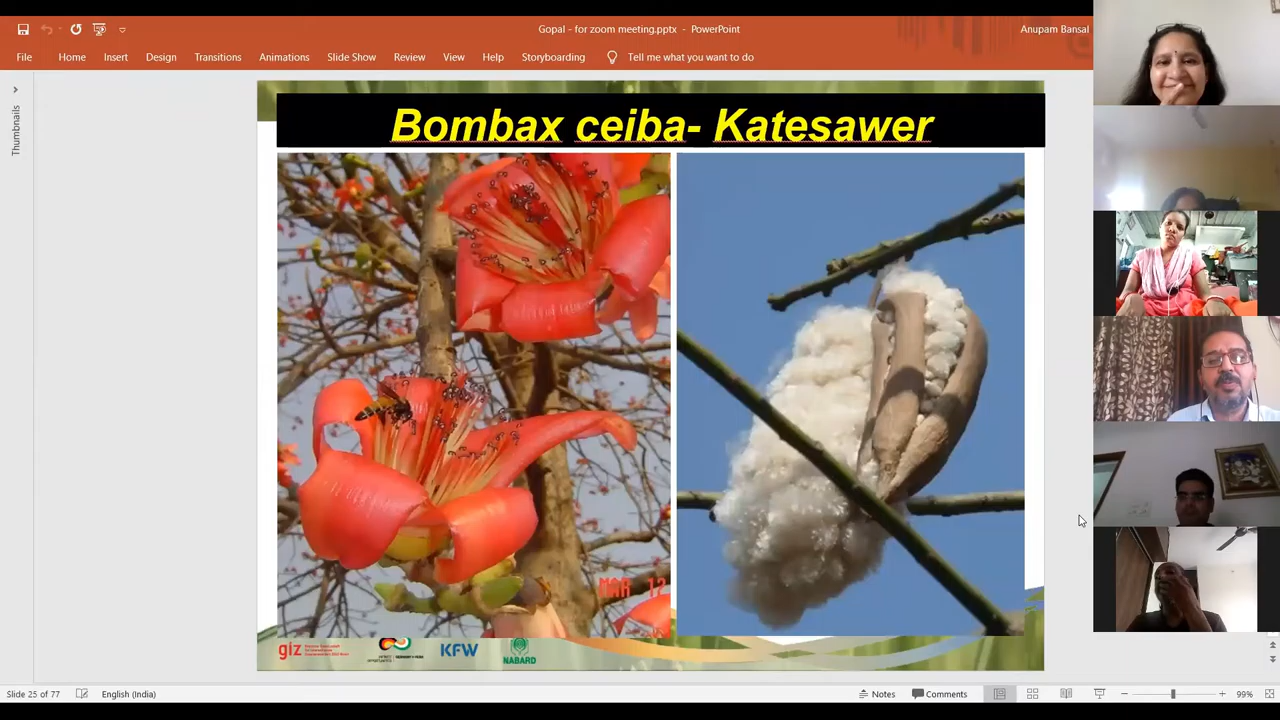 Gopal - for zoom meeting.pptx - PowerPoint
Anupam Bansal
File Home Insert Design Transitions Animations Slide Show Review View Help Storyboarding Tell me what you want to do
Thumbnails
Bombax ceiba- Katesawer
MAR 12
giz
KFW
NABARD
Slide 25 of 77 English (India) Notes Comments 99%